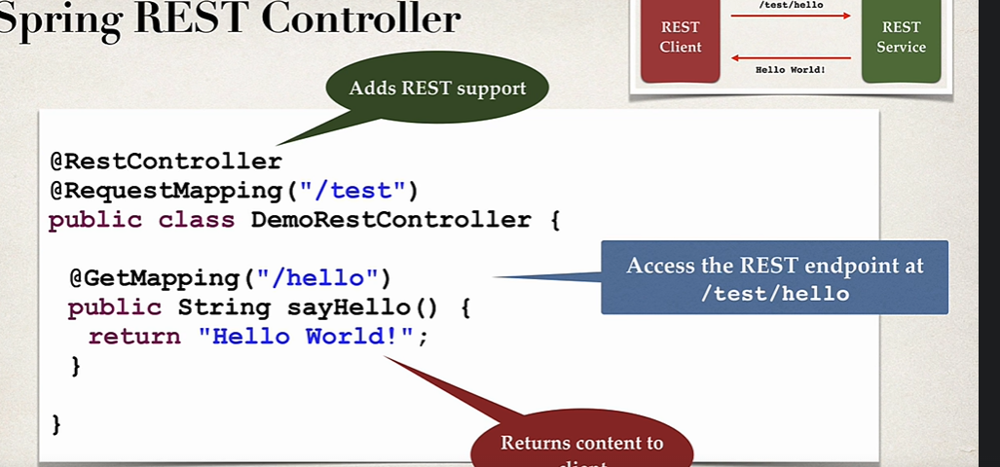 Spring REST Controller
/test/hello
REST
Client
REST
Service
Hello World!
Adds REST support
@RestController
@RequestMapping("/test")
public class DemoRestController {
@GetMapping("/hello")
public String sayHello() {
return "Hello World!";
}
}
Access the REST endpoint at
/test/hello
Returns content to
client